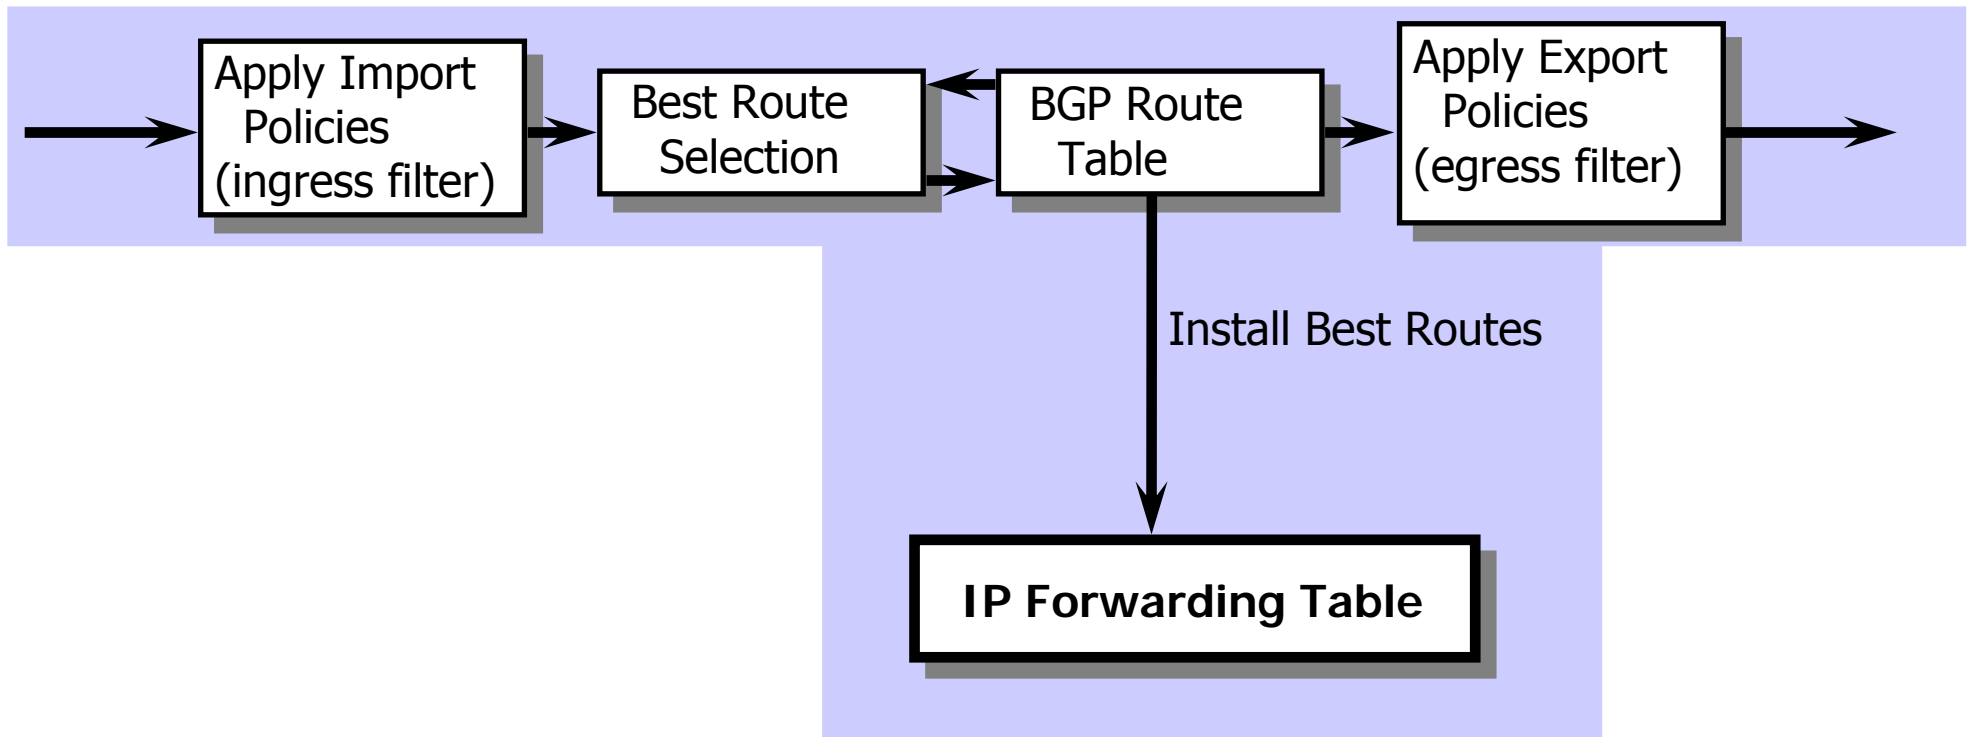 Apply Import
Policies
(ingress filter)
Best Route
Selection
BGP Route
Table
Apply Export
Policies
(egress filter)
Install Best Routes
IP Forwarding Table